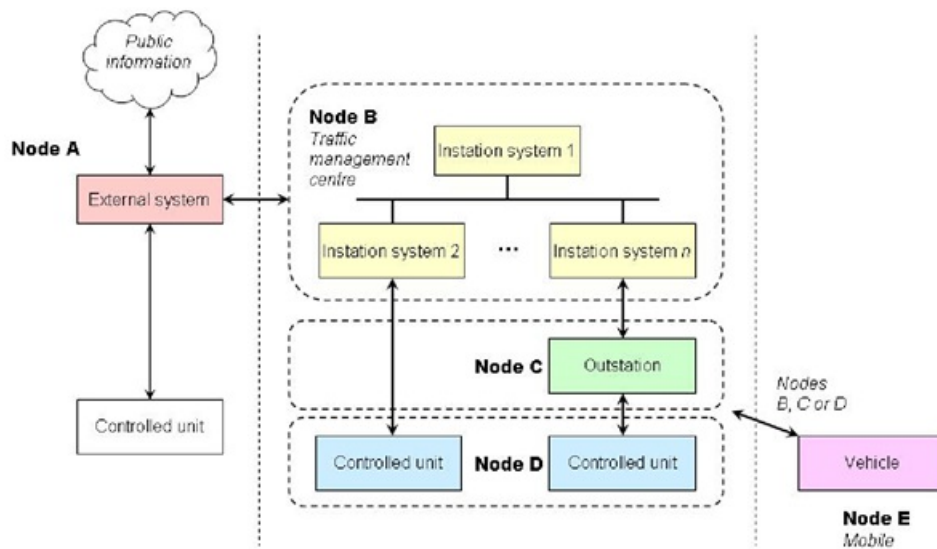 Public
information
Node A
External system
Controlled unit
Node B
Traffic
management
centre
Instation system 1
Instation system 2
...
Instation system n
Node C
Outstation
Controlled unit
Node D
Controlled unit
Nodes
B, C or D
Vehicle
Node E
Mobile